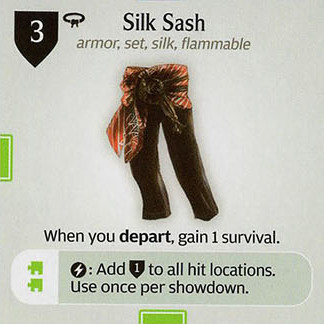 3
Silk Sash
armor, set, silk, flammable
When you depart, gain 1 survival.
: Add 1 to all hit locations.
Use once per showdown.